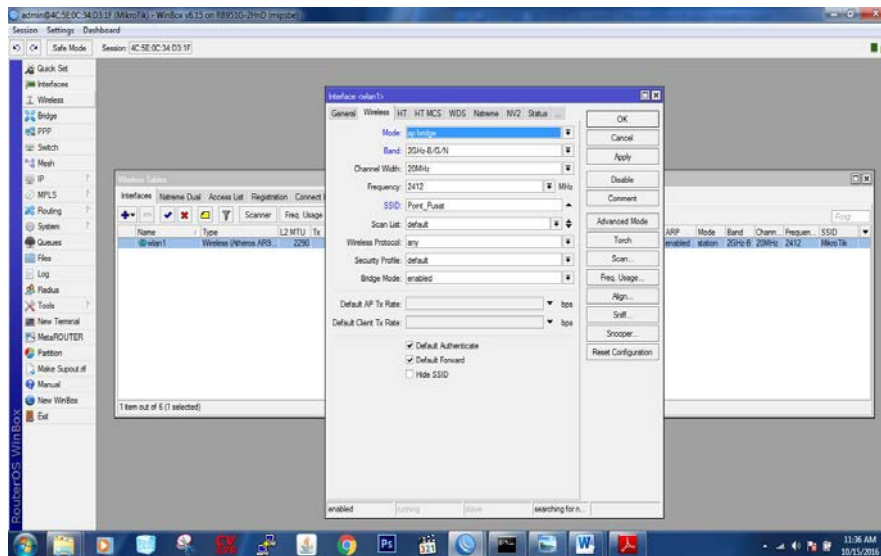 admin@4C:5E:0C:34:D3:1F (MikroTik) - WinBox v6.15 on RB951G-2HnD (mipsbe)
Session Settings Dashboard
Safe Mode Session: 4C:5E:0C:34:D3:1F
Quick Set
Interfaces
Wireless
Bridge
PPP
Switch
Mesh
IP
MPLS
Routing
System
Queues
Files
Log
Radius
Tools
New Terminal
MetaROUTER
Partition
Make Supout.rif
Manual
New WinBox
Exit
RouterOS WinBox
Wireless Tables
Interfaces Nstreme Dual Access List Registration Connect
Scanner Freq. Usage
Find
Name Type L2 MTU Tx
ARP Mode Band Chann... Frequen... SSID
wlan1 Wireless (Atheros AR9... 2290
enabled station 2GHz-B 20MHz 2412 MikroTik
1 item out of 6 (1 selected)
Interface <wlan1>
General Wireless HT HT MCS WDS Nstreme NV2 Status ...
Mode: ap bridge
Band: 2GHz-B/G/N
Channel Width: 20MHz
Frequency: 2412 MHz
SSID: Point_Pusat
Scan List: default
Wireless Protocol: any
Security Profile: default
Bridge Mode: enabled
Default AP Tx Rate: bps
Default Client Tx Rate: bps
Default Authenticate
Default Forward
Hide SSID
OK
Cancel
Apply
Disable
Comment
Advanced Mode
Torch
Scan...
Freq. Usage...
Align...
Sniff...
Snooper...
Reset Configuration
enabled running slave searching for n...
Ps
321
W
11:36 AM
10/15/2016